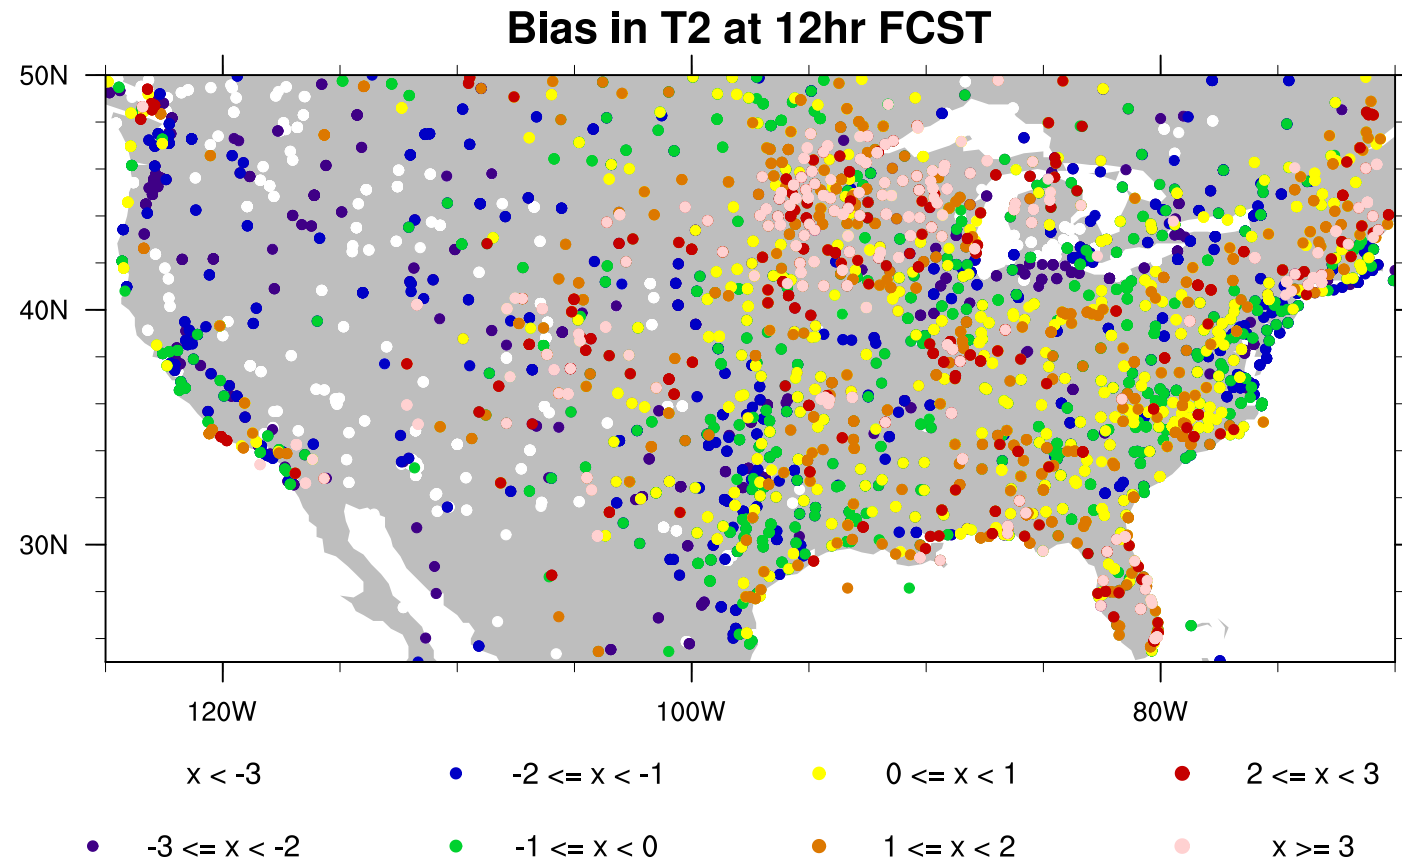 Bias in T2 at 12hr FCST
50N
40N
30N
120W 100W 80W
x < -3 -2 <= x < -1 0 <= x < 1 2 <= x < 3
-3 <= x < -2 -1 <= x < 0 1 <= x < 2 x >= 3